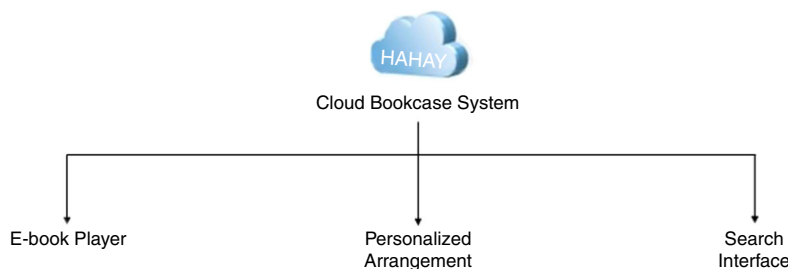 HAHAY
Cloud Bookcase System
E-book Player
Personalized
Arrangement
Search
Interface